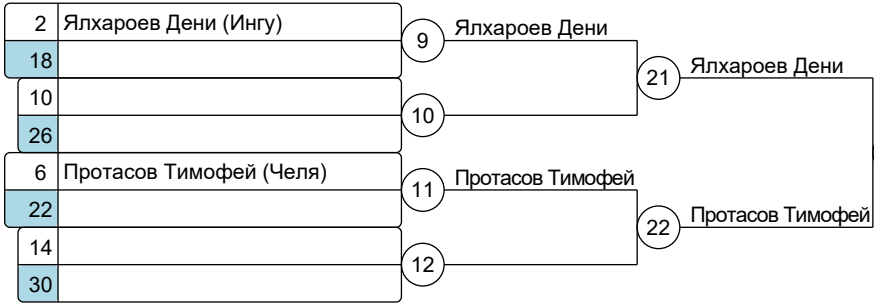 2 Ялхароев Дени (Ингу)
9 Ялхароев Дени
18
21 Ялхароев Дени
10
10
26
6 Протасов Тимофей (Челя)
11 Протасов Тимофей
22
22 Протасов Тимофей
14
12
30